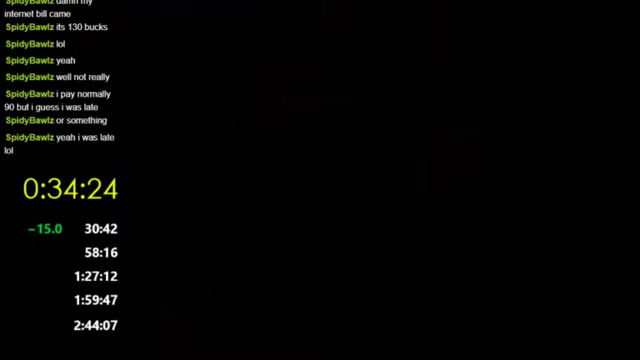 SpidyBawlz damn my
internet bill came
SpidyBawlz its 130 bucks
SpidyBawlz lol
SpidyBawlz yeah
SpidyBawlz well not really
SpidyBawlz i pay normally
90 but i guess i was late
SpidyBawlz or something
SpidyBawlz yeah i was late
lol
0:34:24
−15.0 30:42
58:16
1:27:12
1:59:47
2:44:07